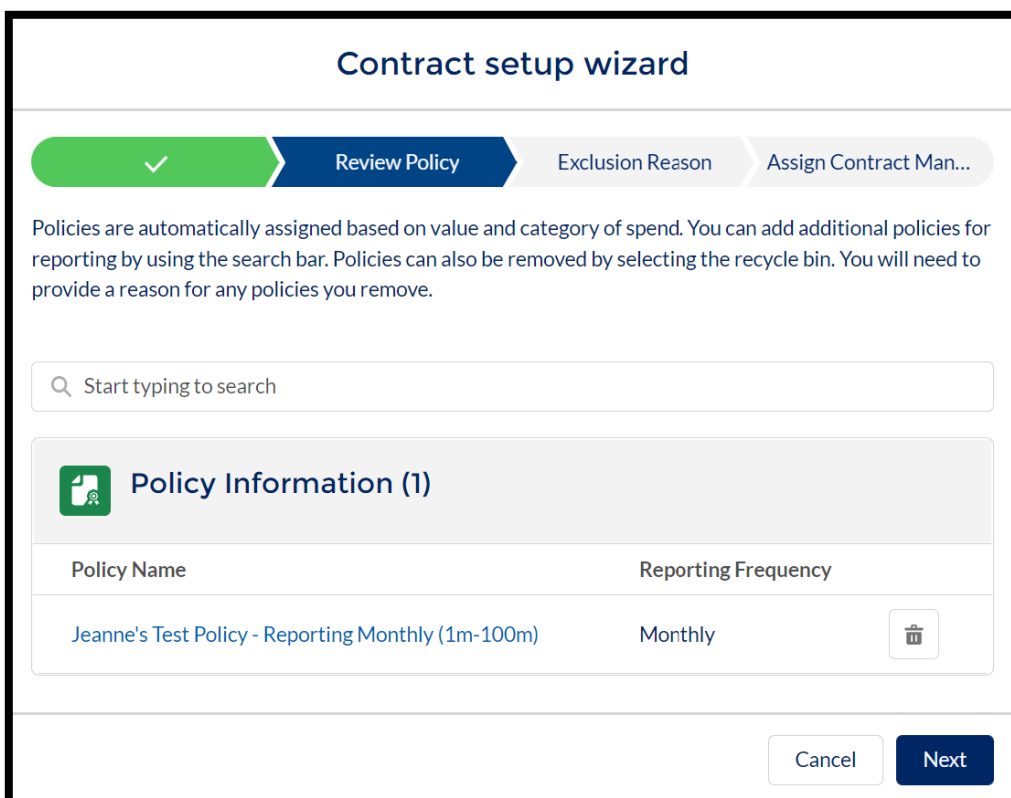 Contract setup wizard
Review Policy
Exclusion Reason
Assign Contract Man...
Policies are automatically assigned based on value and category of spend. You can add additional policies for
reporting by using the search bar. Policies can also be removed by selecting the recycle bin. You will need to
provide a reason for any policies you remove.
Start typing to search
Policy Information (1)
Policy Name
Reporting Frequency
Jeanne's Test Policy - Reporting Monthly (1m-100m)
Monthly
Cancel
Next